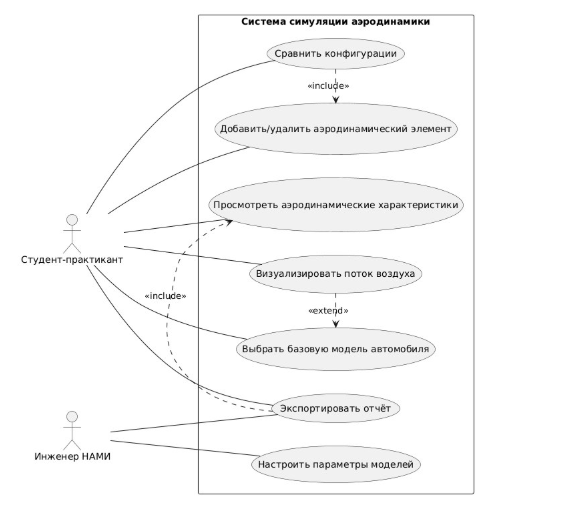 Система симуляции аэродинамики
Сравнить конфигурации
«include»
Добавить/удалить аэродинамический элемент
Просмотреть аэродинамические характеристики
Студент-практикант
Визуализировать поток воздуха
«include»
«extend»
Выбрать базовую модель автомобиля
Экспортировать отчёт
Инженер НАМИ
Настроить параметры моделей